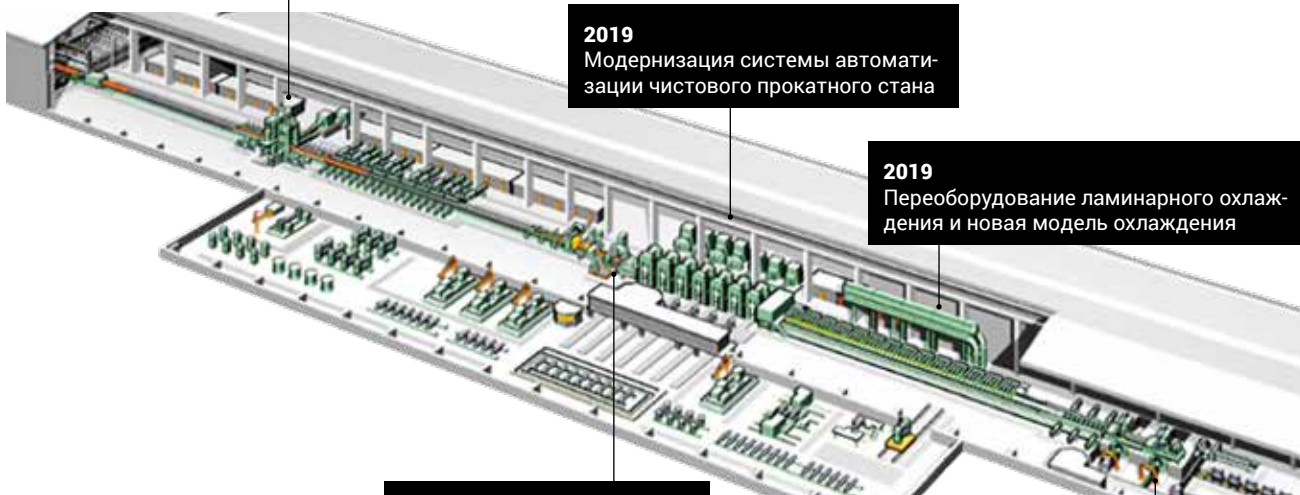 2019
Модернизация системы автомати-
зации чистового прокатного стана
2019
Переоборудование ламинарного охлаж-
дения и новая модель охлаждения